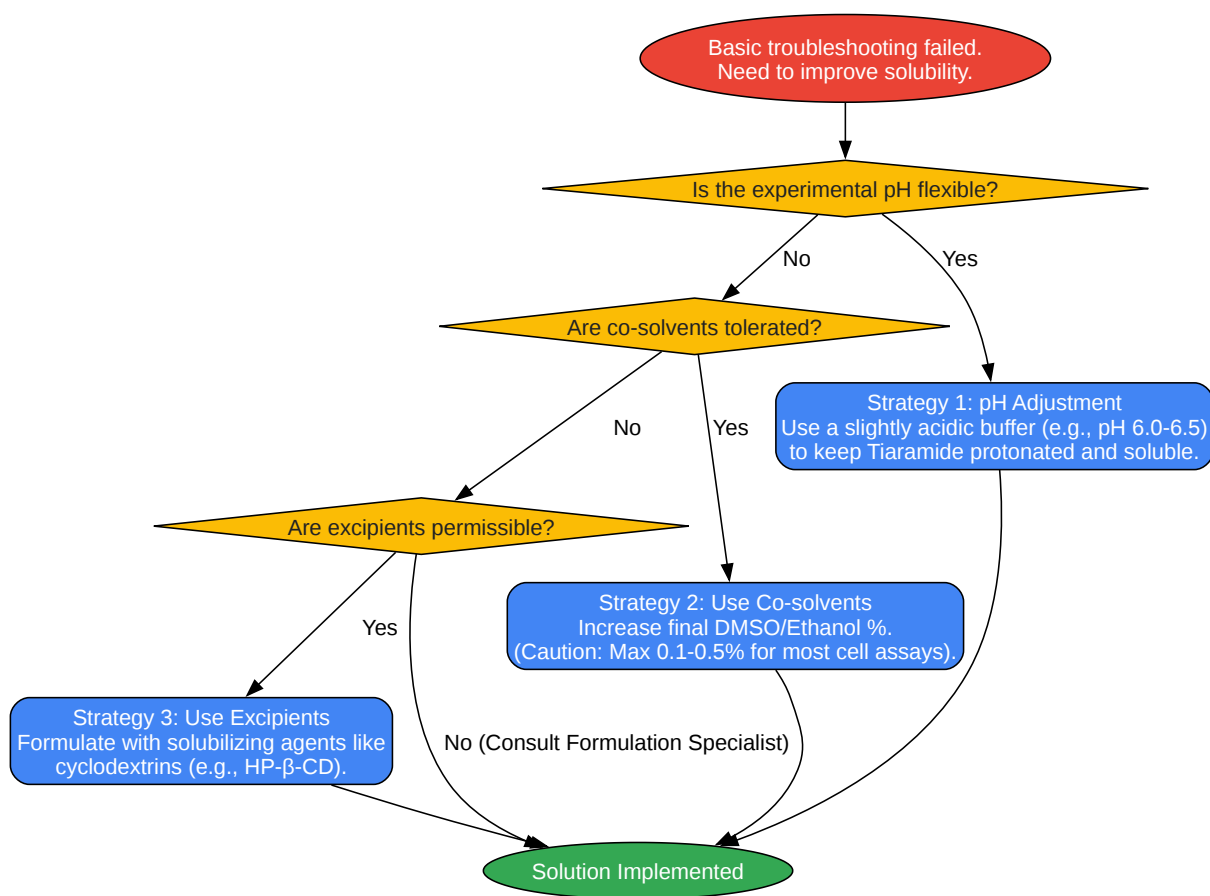 Basic troubleshooting failed.
Need to improve solubility.
Is the experimental pH flexible?
No
Yes
Are co-solvents tolerated?
Strategy 1: pH Adjustment
Use a slightly acidic buffer (e.g., pH 6.0-6.5)
to keep Tiaramide protonated and soluble.
No
Yes
Are excipients permissible?
Strategy 2: Use Co-solvents
Increase final DMSO/Ethanol %.
(Caution: Max 0.1-0.5% for most cell assays).
Yes
Strategy 3: Use Excipients
Formulate with solubilizing agents like
cyclodextrins (e.g., HP-β-CD).
No (Consult Formulation Specialist)
Solution Implemented